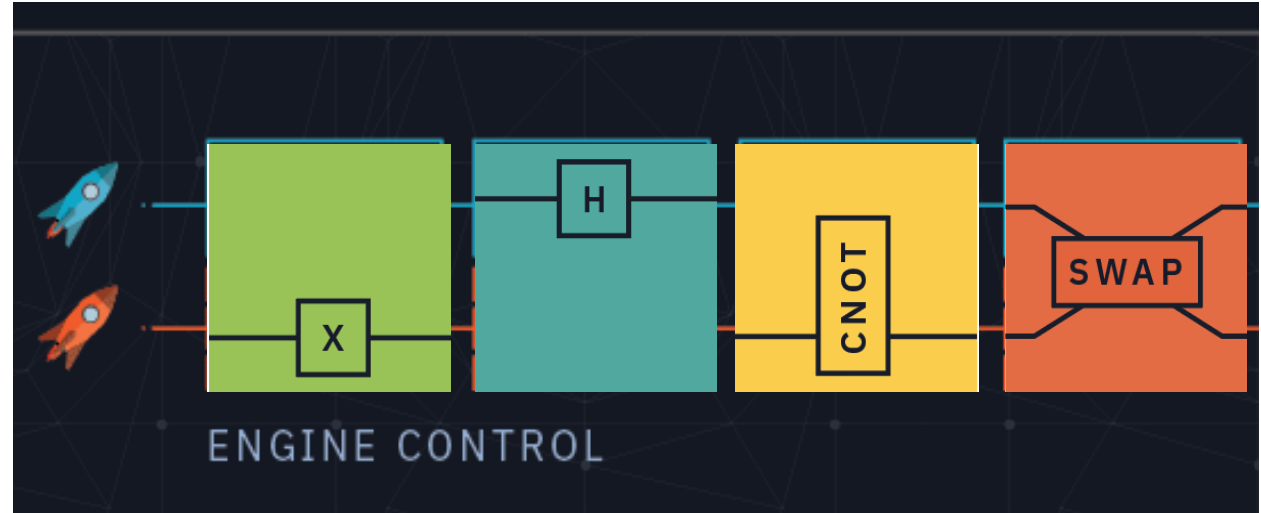 X
H
CNOT
SWAP
ENGINE CONTROL